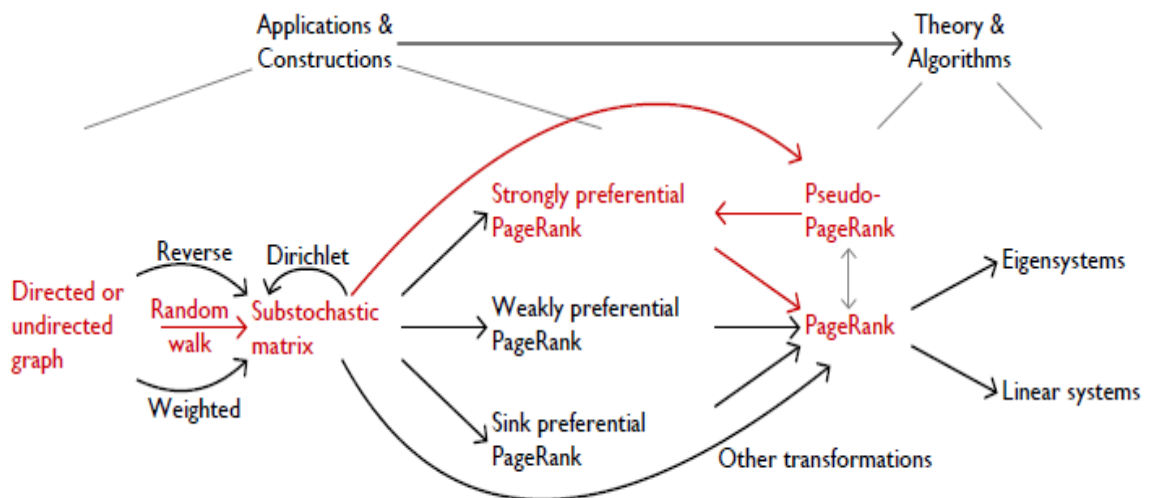 Applications &
Constructions
Theory &
Algorithms
Strongly preferential
PageRank
Pseudo-
PageRank
Reverse
Dirichlet
Eigensystems
Directed or
undirected
graph
Random
walk
Substochastic
matrix
Weakly preferential
PageRank
PageRank
Weighted
Linear systems
Sink preferential
PageRank
Other transformations